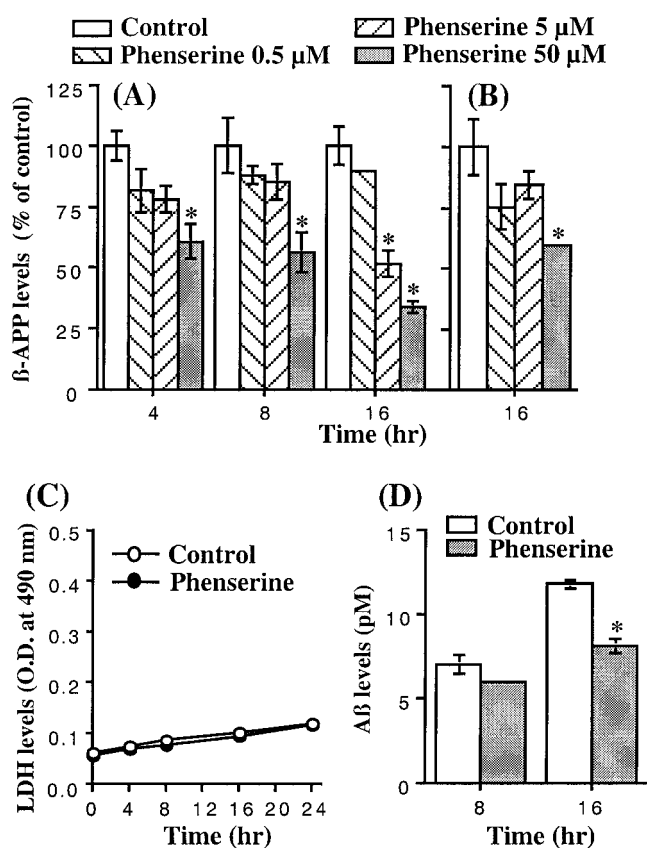 Control
Phenserine 5 µM
Phenserine 0.5 µM
Phenserine 50 µM
(A)
(B)
ß-APP levels (% of control)
125
100
75
50
25
0
*
*
*
*
*
4
8
16
16
Time (hr)
(C)
LDH levels (O.D. at 490 nm)
0.5
0.4
0.3
0.2
0.1
0.0
Control
Phenserine
0 4 8 12 16 20 24
Time (hr)
(D)
Aß levels (pM)
15
10
5
0
Control
Phenserine
*
8
16
Time (hr)